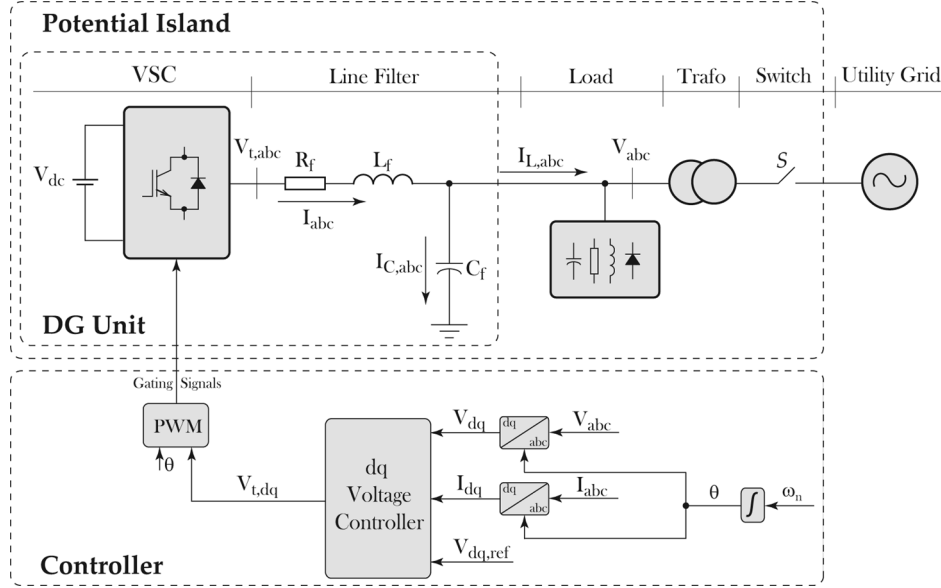 Potential Island
VSC
Line Filter
Load
Trafo
Switch
Utility Grid
V_dc
V_t,abc
R_f
L_f
I_abc
I_L,abc
V_abc
S
I_C,abc
C_f
DG Unit
Gating Signals
PWM
θ
V_t,dq
dq
Voltage
Controller
V_dq
dq
abc
V_abc
I_dq
dq
abc
I_abc
V_dq,ref
θ
∫
ω_n
Controller